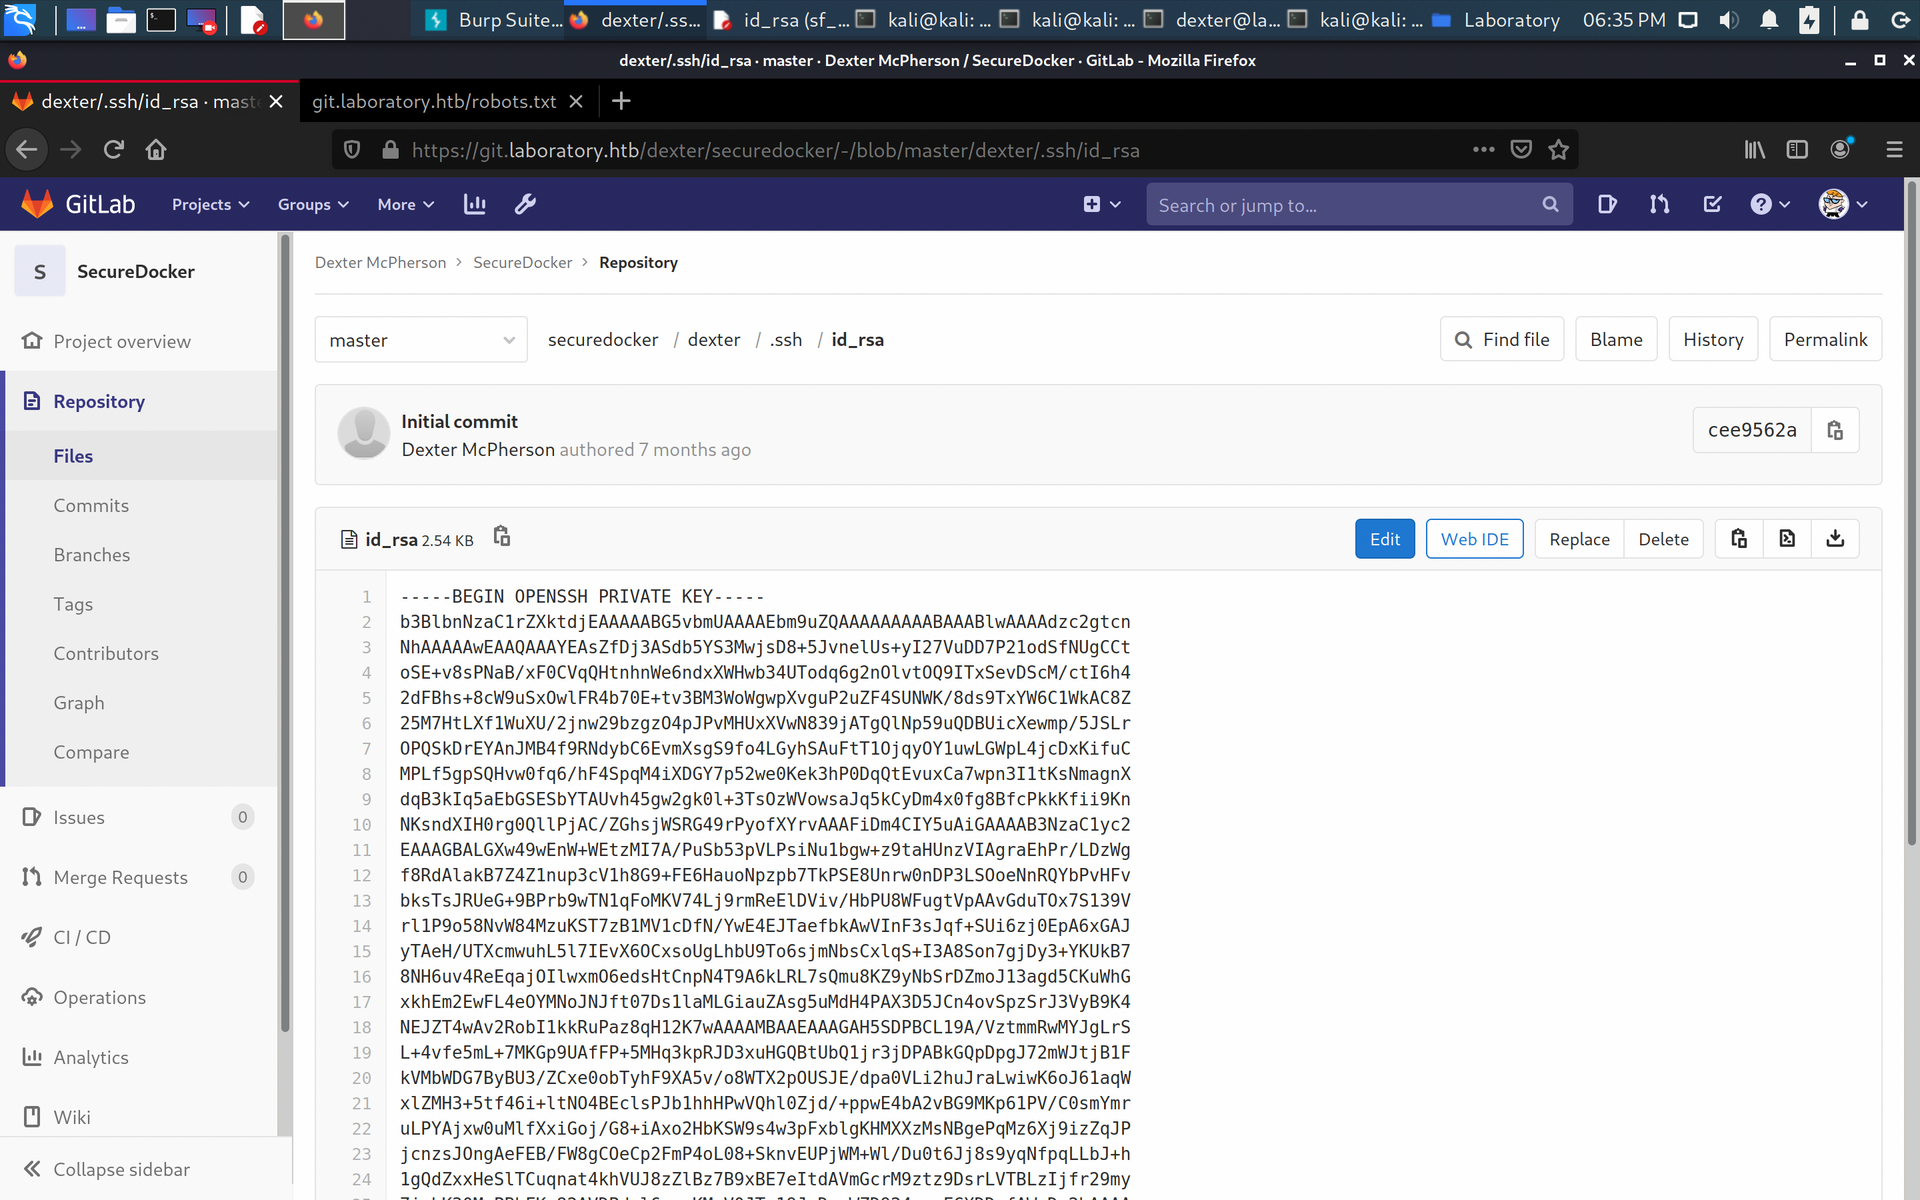 Burp Suite...
dexter/.ss...
id_rsa (sf_...
kali@kali: ...
kali@kali: ...
dexter@la...
kali@kali: ...
Laboratory
06:35 PM
dexter/.ssh/id_rsa · master · Dexter McPherson / SecureDocker · GitLab - Mozilla Firefox
dexter/.ssh/id_rsa · mast
git.laboratory.htb/robots.txt
https://git.laboratory.htb/dexter/securedocker/-/blob/master/dexter/.ssh/id_rsa
GitLab
Projects
Groups
More
Search or jump to...
S
SecureDocker
Project overview
Repository
Files
Commits
Branches
Tags
Contributors
Graph
Compare
Issues 0
Merge Requests 0
CI / CD
Operations
Analytics
Wiki
Collapse sidebar
Dexter McPherson > SecureDocker > Repository
master
securedocker / dexter / .ssh / id_rsa
Find file
Blame
History
Permalink
Initial commit
Dexter McPherson authored 7 months ago
cee9562a
id_rsa 2.54 KB
Edit
Web IDE
Replace
Delete
1 -----BEGIN OPENSSH PRIVATE KEY-----
2 b3BlbnNzaC1rZXktdjEAAAAABG5vbmUAAAAEbm9uZQAAAAAAAAABAAABlwAAAAdzc2gtcn
3 NhAAAAAwEAAQAAAYEAsZfDj3ASdb5YS3MwjsD8+5JvnelUs+yI27VuDD7P21odSfNUgCCt
4 oSE+v8sPNaB/xF0CVqQHtnhnWe6ndxXWHwb34UTodq6g2nOlvtOQ9ITxSevDScM/ctI6h4
5 2dFBhs+8cW9uSxOwlFR4b70E+tv3BM3WoWgwpXvguP2uZF4SUNWK/8ds9TxYW6C1WkAC8Z
6 25M7HtLXf1WuXU/2jnw29bzgzO4pJPvMHUxXVwN839jATgQlNp59uQDBUicXewmp/5JSLr
7 OPQSkDrEYAnJMB4f9RNdybC6EvmXsgS9fo4LGyhSAuFtT1OjqyOY1uwLGWpL4jcDxKifuC
8 MPLf5gpSQHvw0fq6/hF4SpqM4iXDGY7p52we0Kek3hP0DqQtEvuxCa7wpn3I1tKsNmagnX
9 dqB3kIq5aEbGSESbYTAUvh45gw2gk0l+3TsOzWVowsaJq5kCyDm4x0fg8BfcPkkKfii9Kn
10 NKsndXIH0rg0QllPjAC/ZGhsjWSRG49rPyofXYrvAAAFiDm4CIY5uAiGAAAAB3NzaC1yc2
11 EAAAGBALGXw49wEnW+WEtzMI7A/PuSb53pVLPsiNu1bgw+z9taHUnzVIAgraEhPr/LDzWg
12 f8RdAlakB7Z4Z1nup3cV1h8G9+FE6HauoNpzpb7TkPSE8Unrw0nDP3LSOoeNnRQYbPvHFv
13 bksTsJRUeG+9BPrb9wTN1qFoMKV74Lj9rmReElDViv/HbPU8WFugtVpAAvGduTOx7S139V
14 rl1P9o58NvW84MzuKST7zB1MV1cDfN/YwE4EJTaefbkAwVInF3sJqf+SUi6zj0EpA6xGAJ
15 yTAeH/UTXcmwuhL5l7IEvX6OCxsoUgLhbU9To6sjmNbsCxlqS+I3A8Son7gjDy3+YKUkB7
16 8NH6uv4ReEqajOIlwxmO6edsHtCnpN4T9A6kLRL7sQmu8KZ9yNbSrDZmoJ13agd5CKuWhG
17 xkhEm2EwFL4eOYMNoJNJft07Ds1laMLGiauZAsg5uMdH4PAX3D5JCn4ovSpzSrJ3VyB9K4
18 NEJZT4wAv2RobI1kkRuPaz8qH12K7wAAAAMBAAEAAAGAH5SDPBCL19A/VztmmRwMYJgLrS
19 L+4vfe5mL+7MKGp9UAfFP+5MHq3kpRJD3xuHGQBtUbQ1jr3jDPABkGQpDpgJ72mWJtjB1F
20 kVMbWDG7ByBU3/ZCxe0obTyhF9XA5v/o8WTX2pOUSJE/dpa0VLi2huJraLwiwK6oJ61aqW
21 xlZMH3+5tf46i+ltNO4BEclsPJb1hhHPwVQhl0Zjd/+ppwE4bA2vBG9MKp61PV/C0smYmr
22 uLPYAjxw0uMlfXxiGoj/G8+iAxo2HbKSW9s4w3pFxblgKHMXXzMsNBgePqMz6Xj9izZqJP
23 jcnzsJOngAeFEB/FW8gCOeCp2FmP4oL08+SknvEUPjWM+Wl/Du0t6Jj8s9yqNfpqLLbJ+h
24 1gQdZxxHeSlTCuqnat4khVUJ8zZlBz7B9xBE7eItdAVmGcrM9ztz9DsrLVTBLzIjfr29my